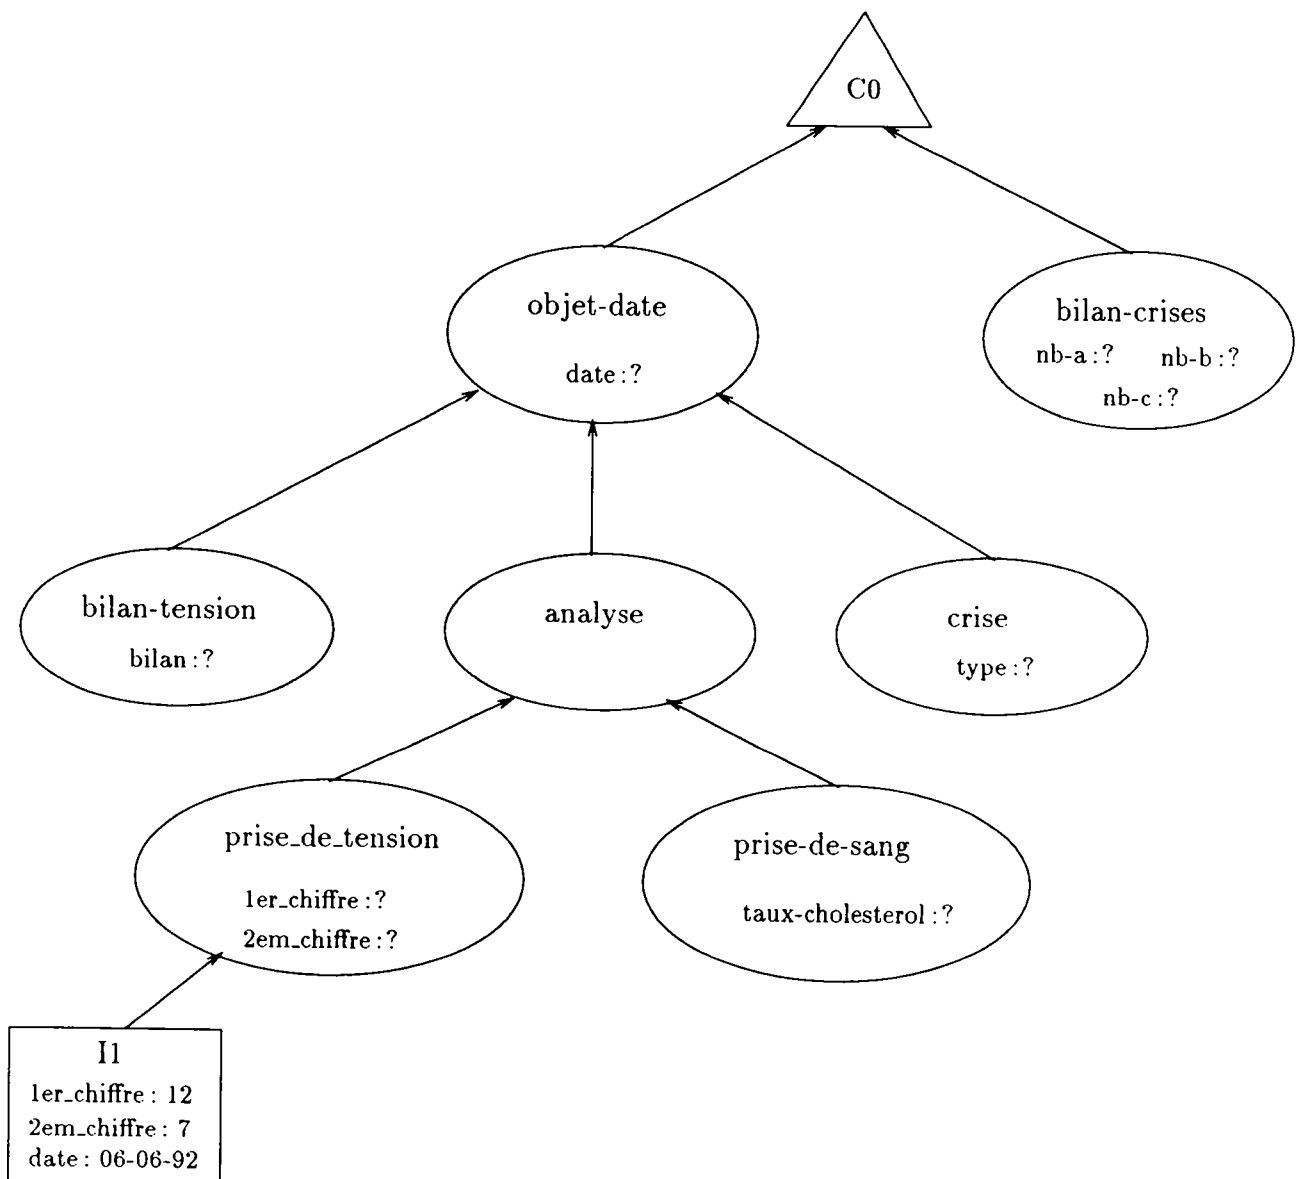 C0
objet-date
date :?
bilan-crises
nb-a :? nb-b :?
nb-c :?
bilan-tension
bilan :?
analyse
crise
type :?
prise_de_tension
1er_chiffre :?
2em_chiffre :?
prise-de-sang
taux-cholesterol :?
I1
1er_chiffre : 12
2em_chiffre : 7
date : 06-06-92